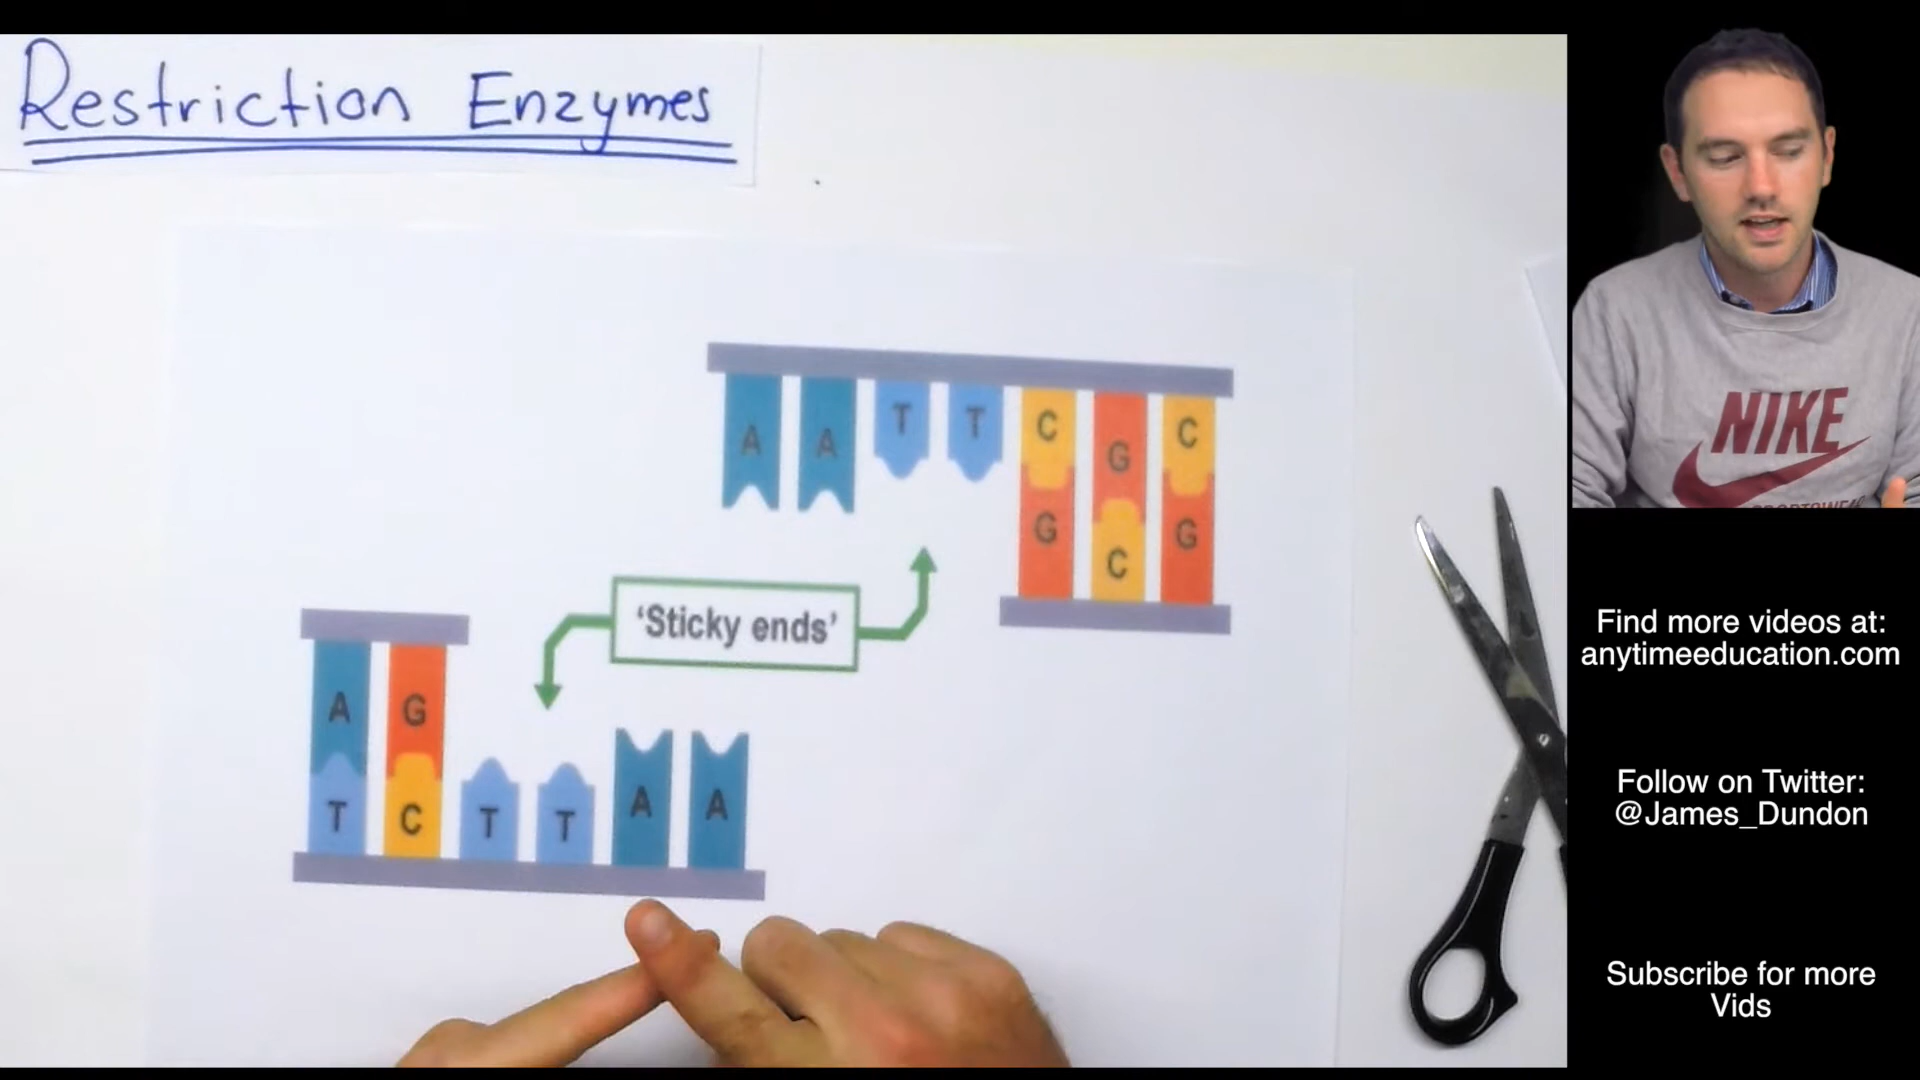 Restriction Enzymes
A A T T C G C
G C G
'Sticky ends'
A G
T C T T A A
NIKE
Find more videos at:
anytimeeducation.com
Follow on Twitter:
@James_Dundon
Subscribe for more
Vids